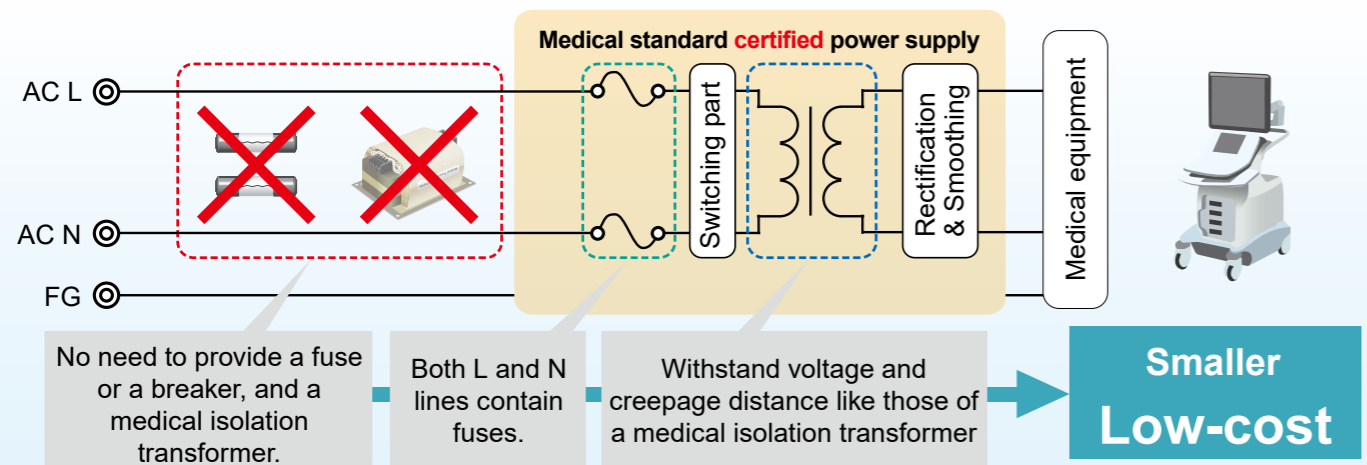 Medical standard certified power supply
AC L
AC N
FG
Switching part
Rectification
& Smoothing
Medical equipment
No need to provide a fuse
or a breaker, and a
medical isolation
transformer.
Both L and N
lines contain
fuses.
Withstand voltage and
creepage distance like those of
a medical isolation transformer
Smaller
Low-cost